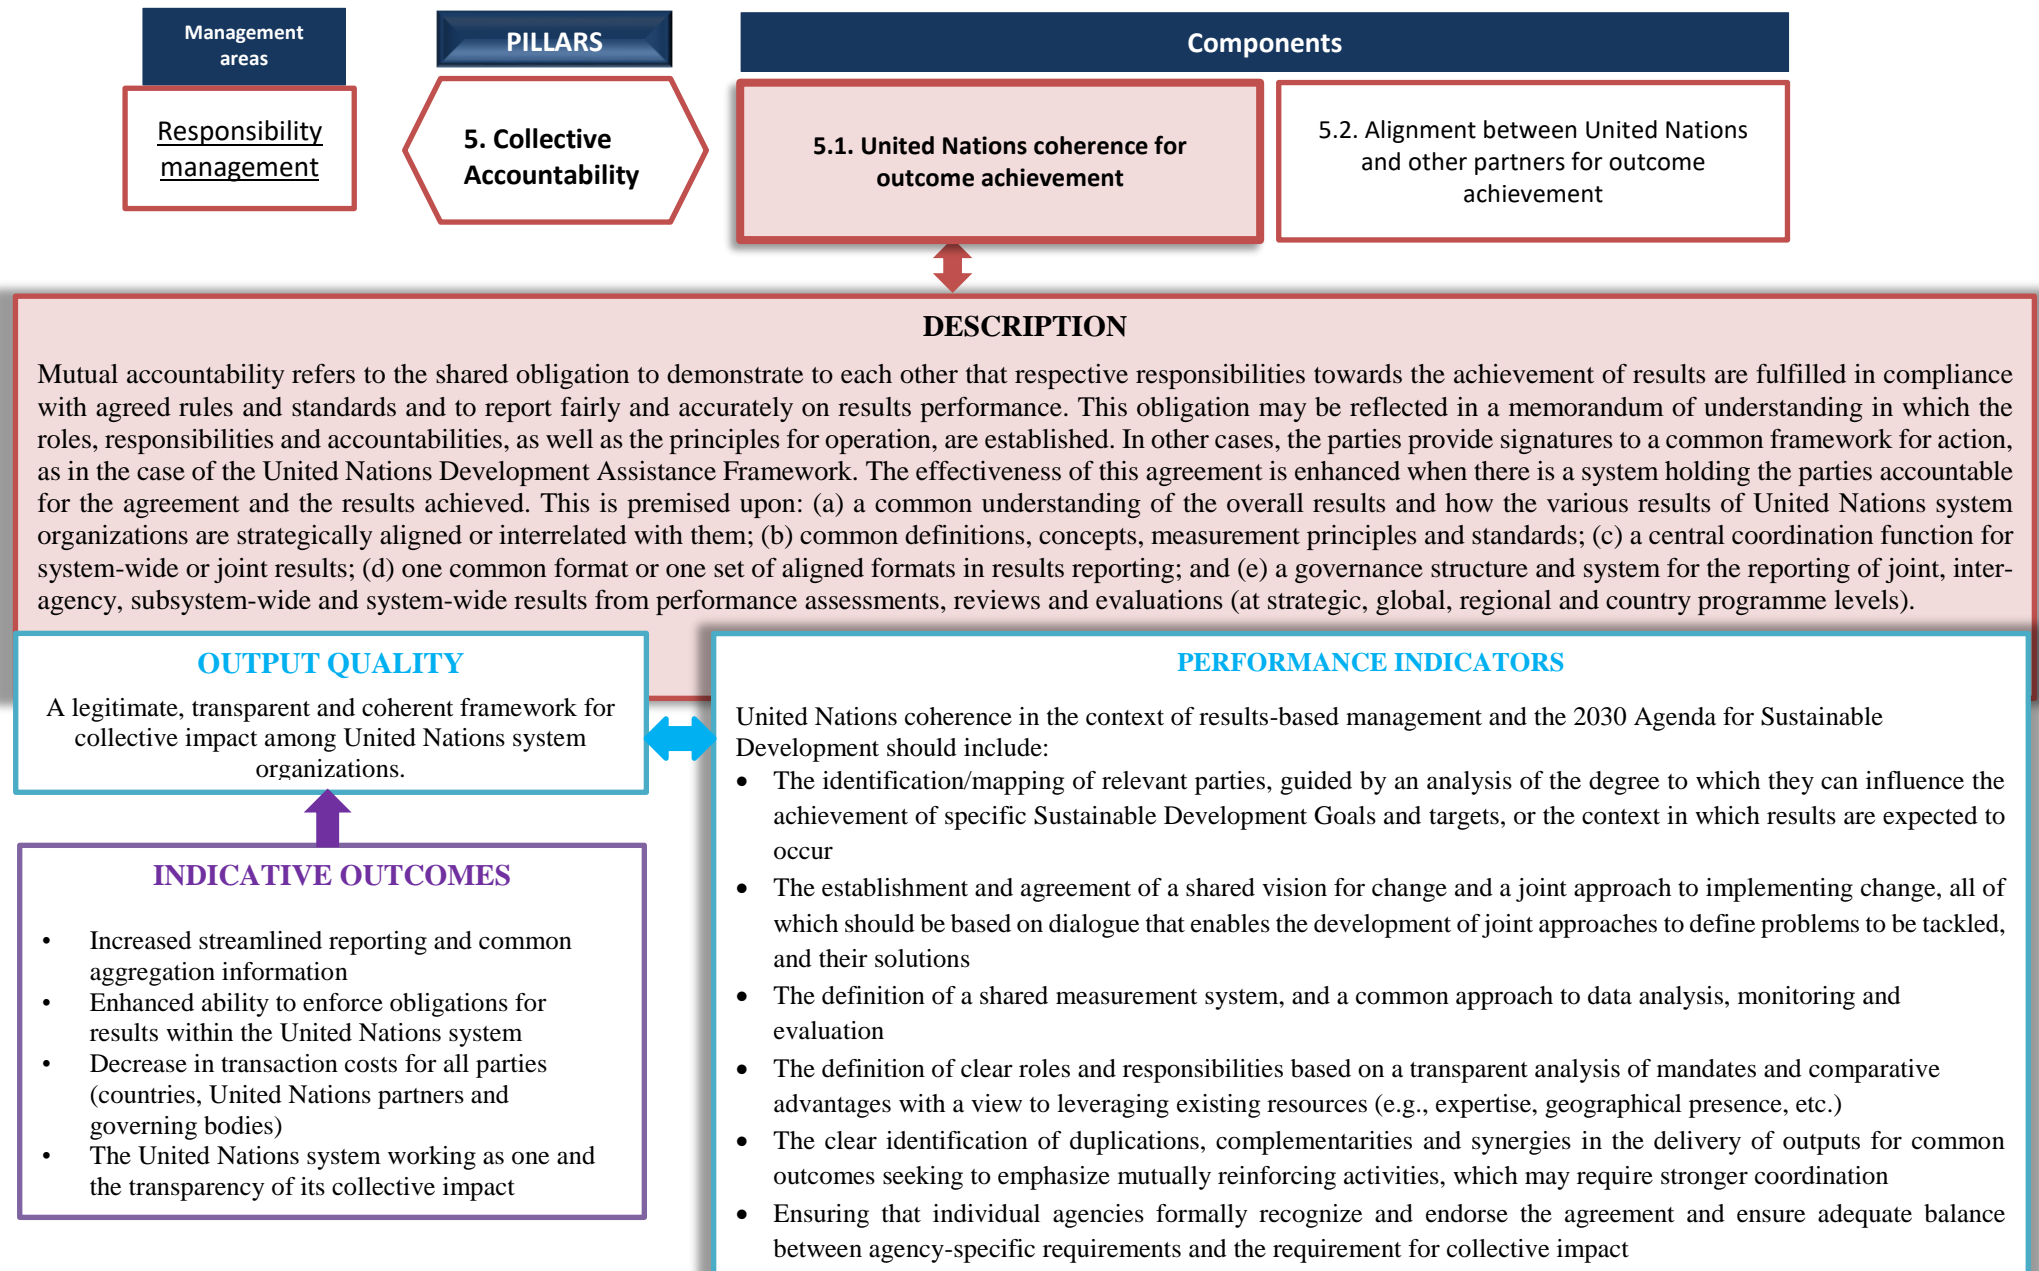 Management
areas
PILLARS
Components
Responsibility
management
5. Collective
Accountability
5.1. United Nations coherence for
outcome achievement
5.2. Alignment between United Nations
and other partners for outcome
achievement
DESCRIPTION
Mutual accountability refers to the shared obligation to demonstrate to each other that respective responsibilities towards the achievement of results are fulfilled in compliance
with agreed rules and standards and to report fairly and accurately on results performance. This obligation may be reflected in a memorandum of understanding in which the
roles, responsibilities and accountabilities, as well as the principles for operation, are established. In other cases, the parties provide signatures to a common framework for action,
as in the case of the United Nations Development Assistance Framework. The effectiveness of this agreement is enhanced when there is a system holding the parties accountable
for the agreement and the results achieved. This is premised upon: (a) a common understanding of the overall results and how the various results of United Nations system
organizations are strategically aligned or interrelated with them; (b) common definitions, concepts, measurement principles and standards; (c) a central coordination function for
system-wide or joint results; (d) one common format or one set of aligned formats in results reporting; and (e) a governance structure and system for the reporting of joint, inter-
agency, subsystem-wide and system-wide results from performance assessments, reviews and evaluations (at strategic, global, regional and country programme levels).
OUTPUT QUALITY
A legitimate, transparent and coherent framework for
collective impact among United Nations system
organizations.
INDICATIVE OUTCOMES
• Increased streamlined reporting and common
aggregation information
• Enhanced ability to enforce obligations for
results within the United Nations system
• Decrease in transaction costs for all parties
(countries, United Nations partners and
governing bodies)
• The United Nations system working as one and
the transparency of its collective impact
PERFORMANCE INDICATORS
United Nations coherence in the context of results-based management and the 2030 Agenda for Sustainable
Development should include:
• The identification/mapping of relevant parties, guided by an analysis of the degree to which they can influence the
achievement of specific Sustainable Development Goals and targets, or the context in which results are expected to
occur
• The establishment and agreement of a shared vision for change and a joint approach to implementing change, all of
which should be based on dialogue that enables the development of joint approaches to define problems to be tackled,
and their solutions
• The definition of a shared measurement system, and a common approach to data analysis, monitoring and
evaluation
• The definition of clear roles and responsibilities based on a transparent analysis of mandates and comparative
advantages with a view to leveraging existing resources (e.g., expertise, geographical presence, etc.)
• The clear identification of duplications, complementarities and synergies in the delivery of outputs for common
outcomes seeking to emphasize mutually reinforcing activities, which may require stronger coordination
• Ensuring that individual agencies formally recognize and endorse the agreement and ensure adequate balance
between agency-specific requirements and the requirement for collective impact